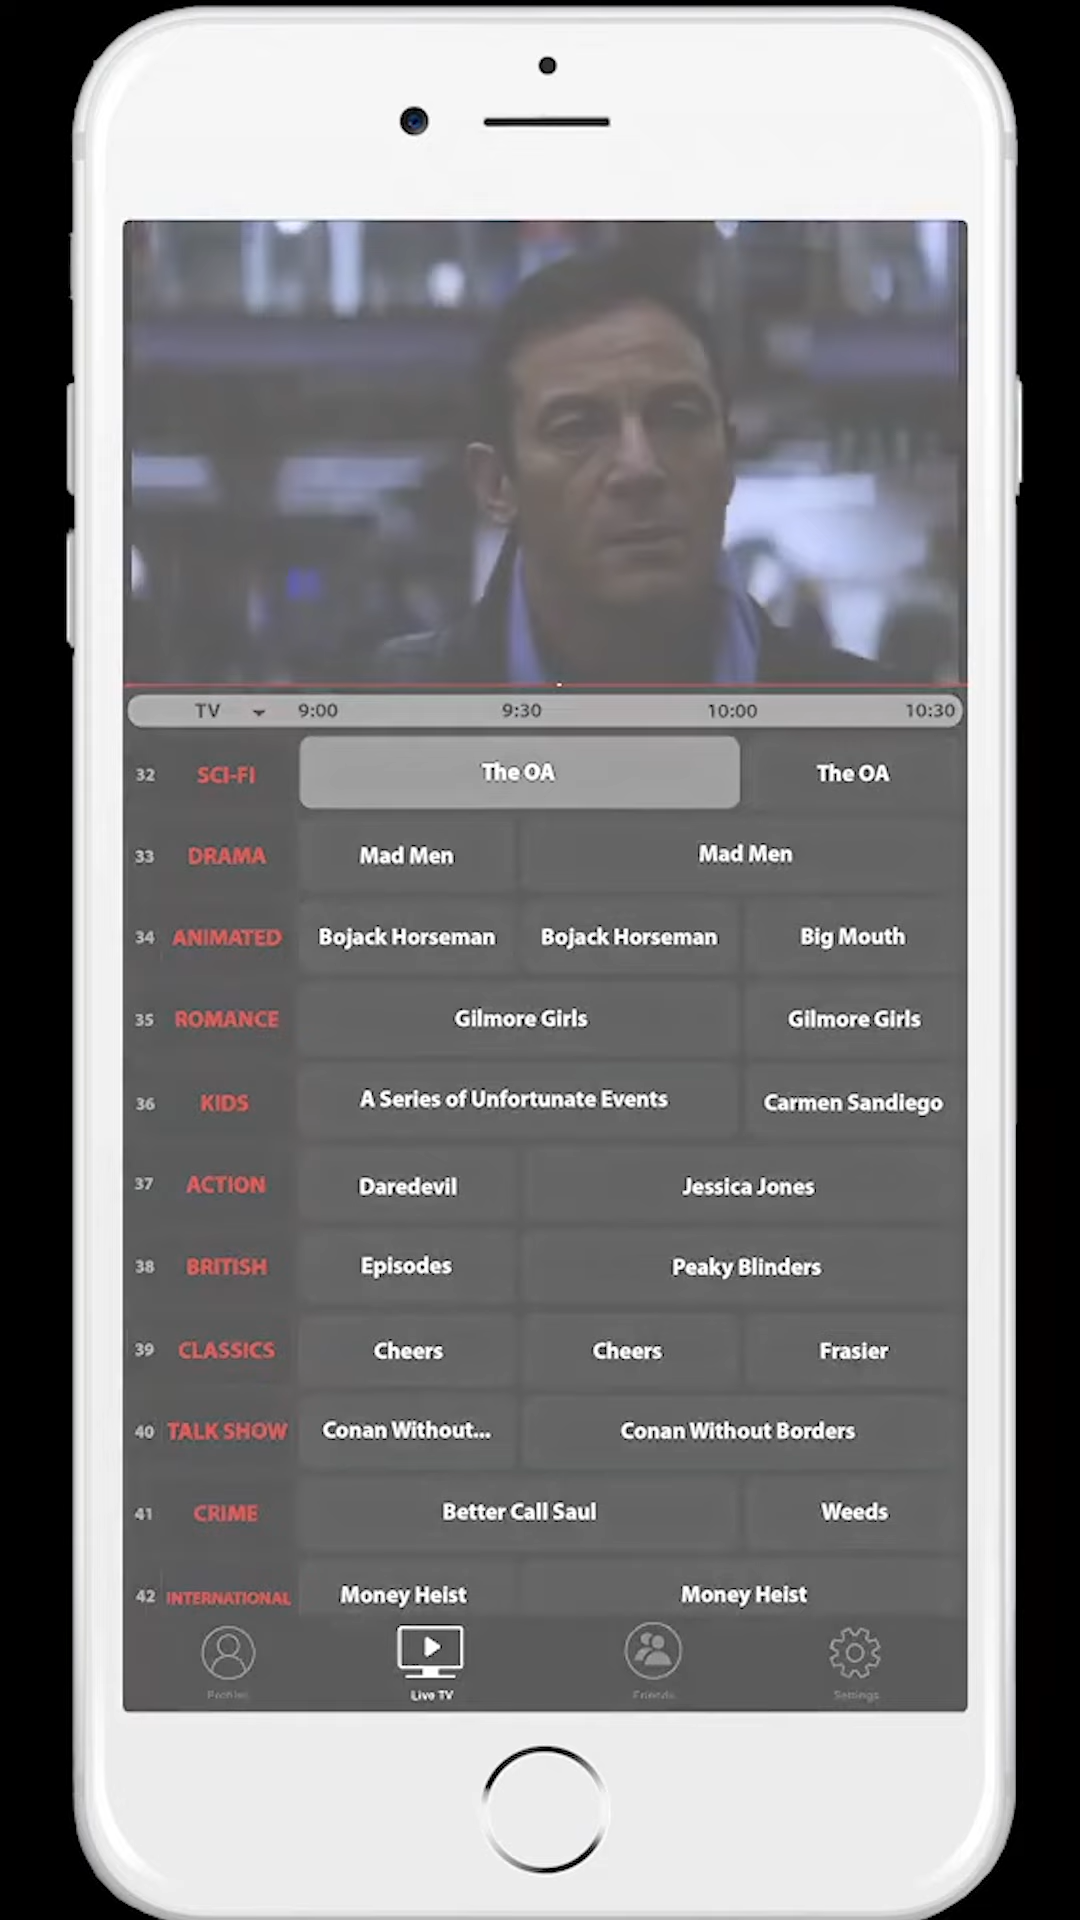 TV 9:00 9:30 10:00 10:30
32 SCI-FI The OA The OA
33 DRAMA Mad Men Mad Men
34 ANIMATED Bojack Horseman Bojack Horseman Big Mouth
35 ROMANCE Gilmore Girls Gilmore Girls
36 KIDS A Series of Unfortunate Events Carmen Sandiego
37 ACTION Daredevil Jessica Jones
38 BRITISH Episodes Peaky Blinders
39 CLASSICS Cheers Cheers Frasier
40 TALK SHOW Conan Without... Conan Without Borders
41 CRIME Better Call Saul Weeds
42 INTERNATIONAL Money Heist Money Heist
Live TV Friends Settings